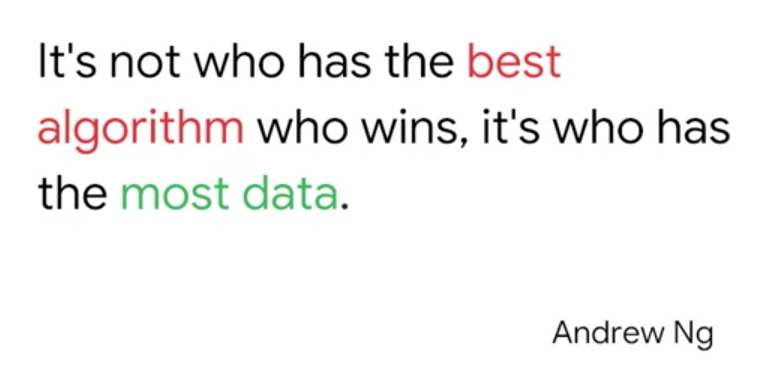 It's not who has the best
algorithm who wins, it's who has
the most data.
Andrew Ng